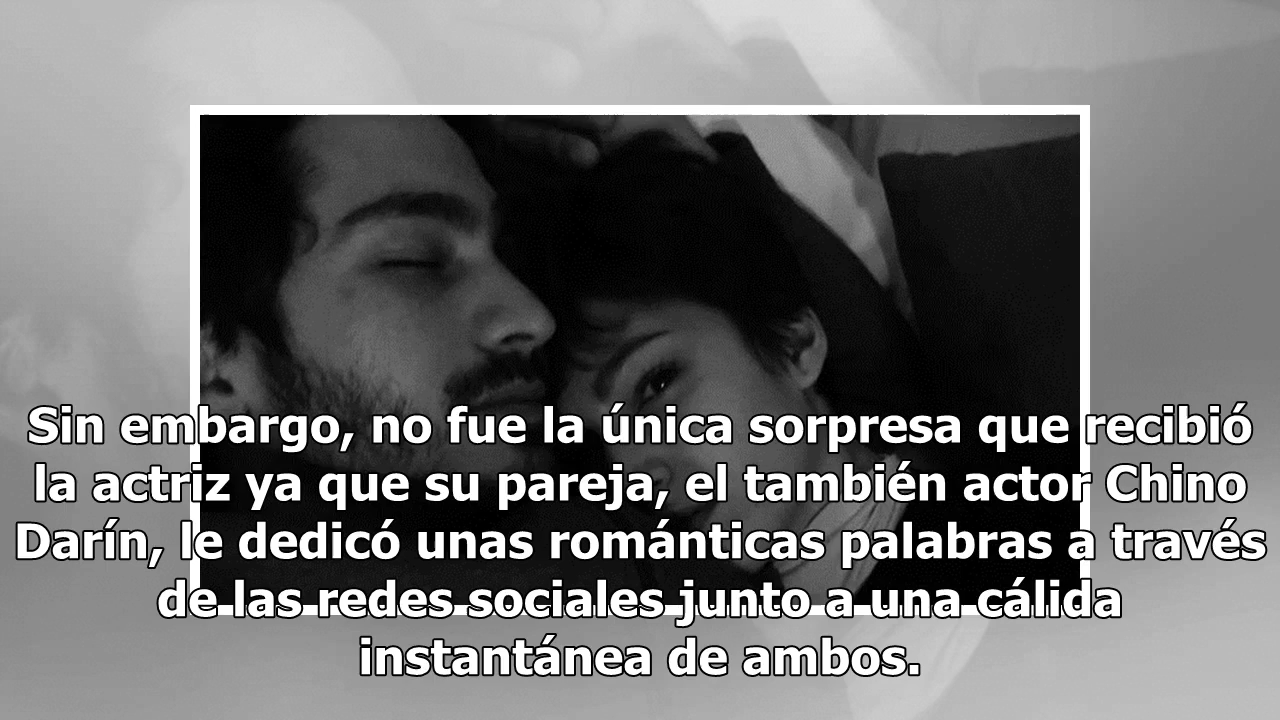 Sin embargo, no fue la única sorpresa que recibió
la actriz ya que su pareja, el también actor Chino
Darín, le dedicó unas románticas palabras a través
de las redes sociales junto a una cálida
instantánea de ambos.